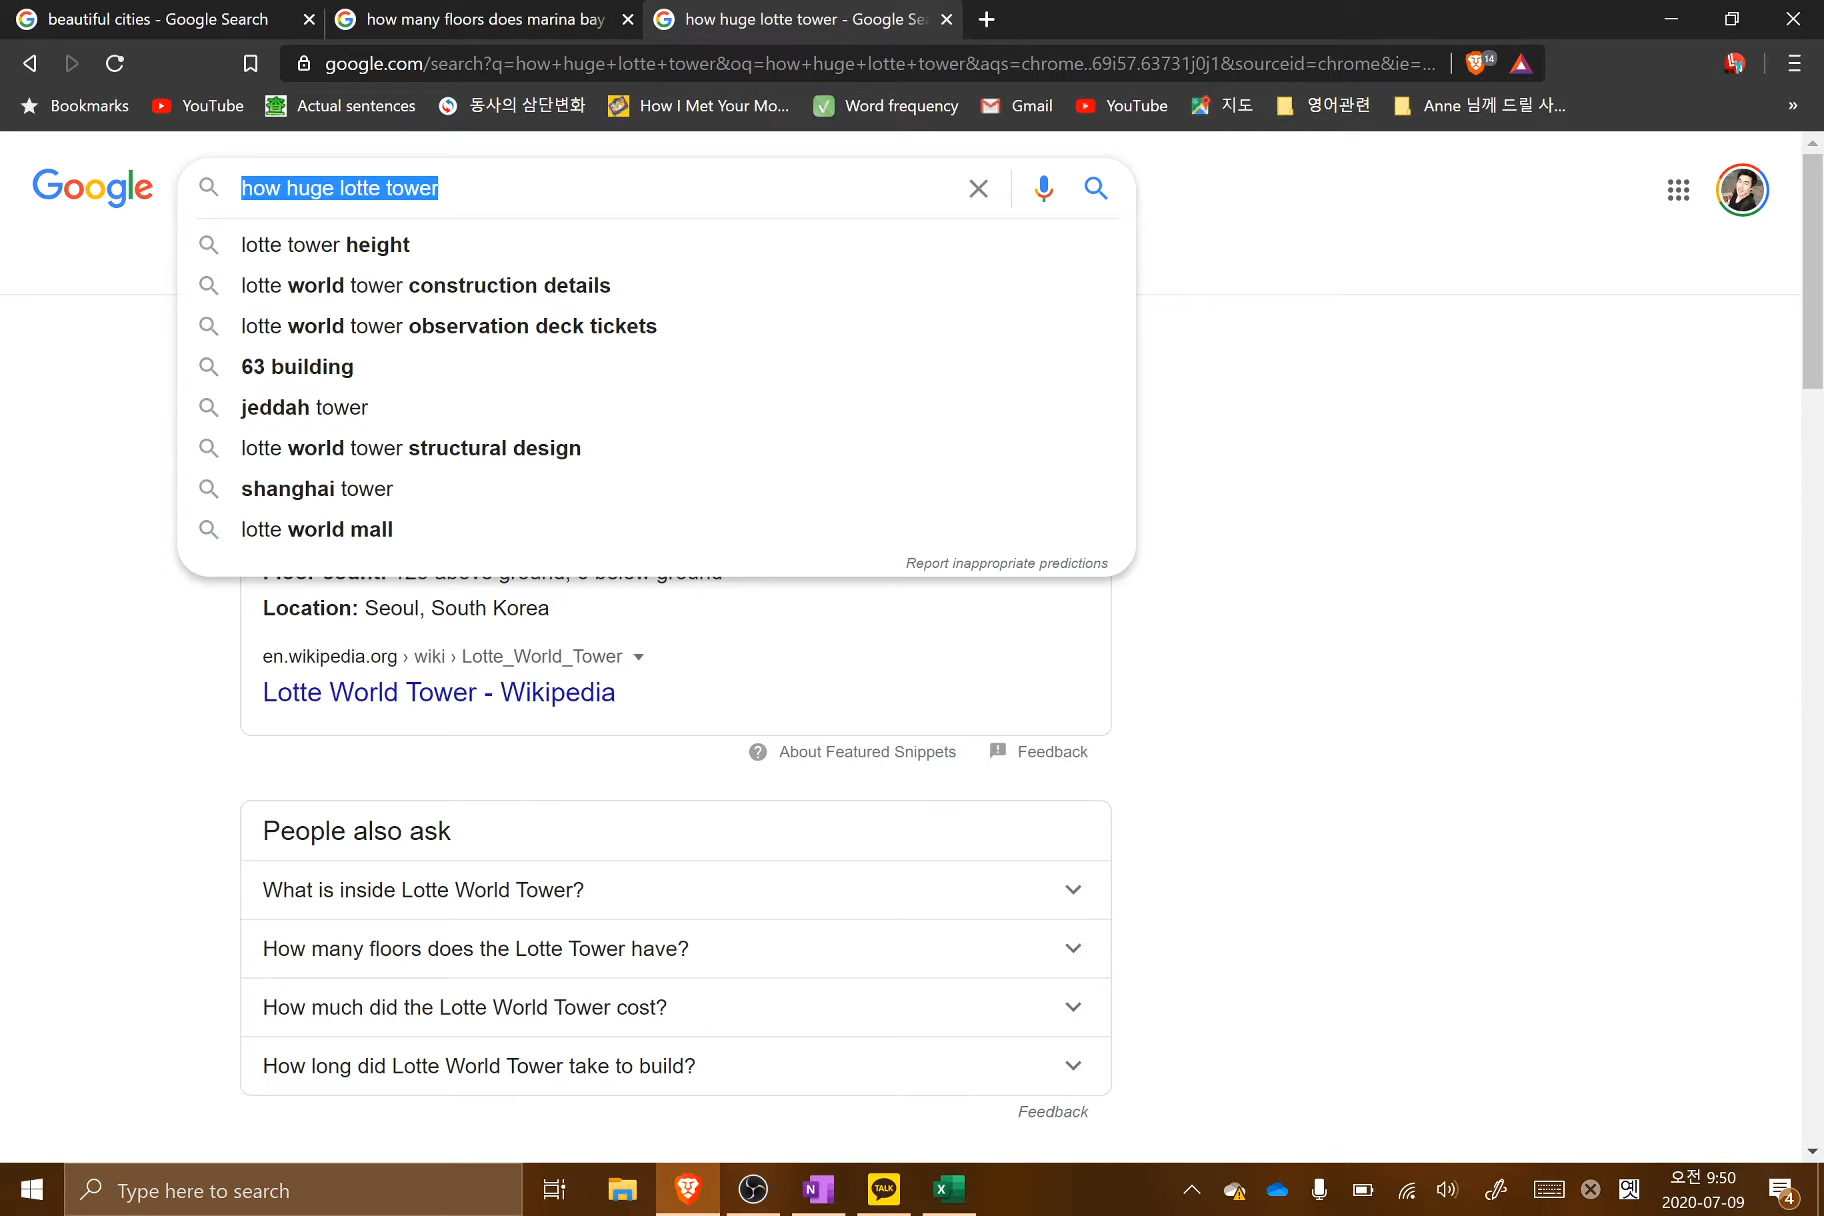 beautiful cities - Google Search
how many floors does marina bay
how huge lotte tower - Google Sea
google.com/search?q=how+huge+lotte+tower&oq=how+huge+lotte+tower&aqs=chrome..69i57.63731j0j1&sourceid=chrome&ie=...
14
Bookmarks YouTube Actual sentences 동사의 삼단변화 How I Met Your Mo... Word frequency Gmail YouTube 지도 영어관련 Anne 님께 드릴 사... »
Google
how huge lotte tower
lotte tower height
lotte world tower construction details
lotte world tower observation deck tickets
63 building
jeddah tower
lotte world tower structural design
shanghai tower
lotte world mall
Report inappropriate predictions
Location: Seoul, South Korea
en.wikipedia.org › wiki › Lotte_World_Tower
Lotte World Tower - Wikipedia
About Featured Snippets Feedback
People also ask
What is inside Lotte World Tower?
How many floors does the Lotte Tower have?
How much did the Lotte World Tower cost?
How long did Lotte World Tower take to build?
Feedback
Type here to search
N
TALK
X
오전 9:50
2020-07-09
4